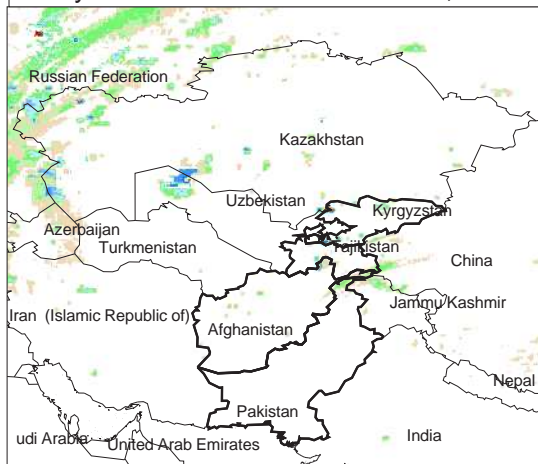 Russian Federation
Kazakhstan
Uzbekistan
Kyrgyzstan
Azerbaijan
Turkmenistan
Tajikistan
China
Jammu/Kashmir
Iran (Islamic Republic of)
Afghanistan
Nepal
Pakistan
udi Arabia
United Arab Emirates
India